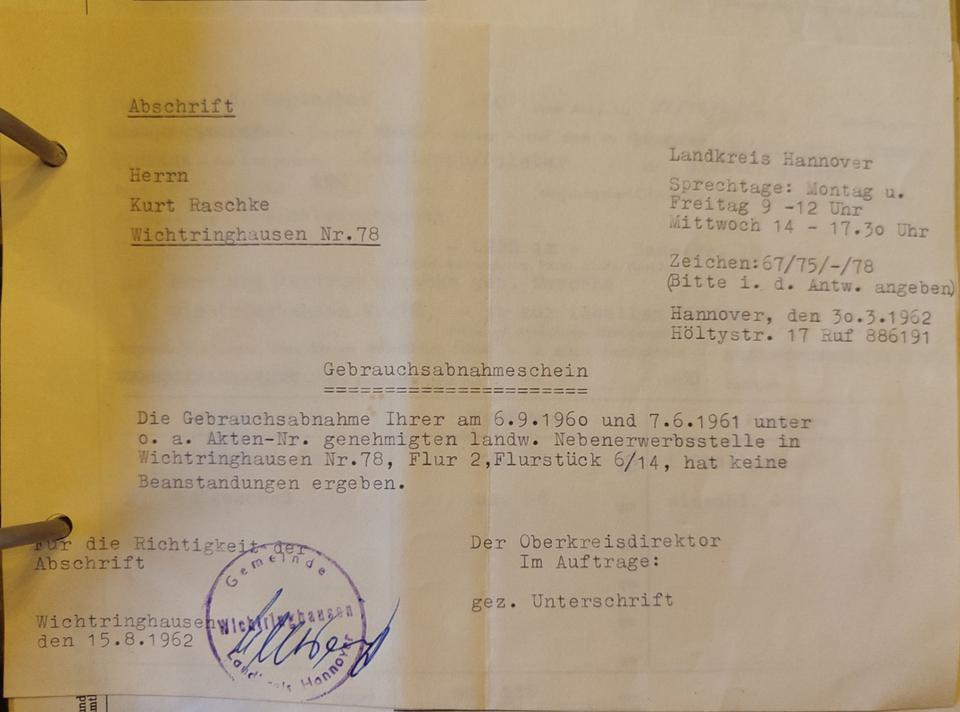 Abschrift
Herrn
Kurt Raschke
Wichtringhausen Nr.78
Landkreis Hannover
Sprechtage: Montag u.
Freitag 9 -12 Uhr
Mittwoch 14 - 17.3o Uhr
Zeichen:67/75/-/78
(Bitte i. d. Antw. angeben)
Hannover, den 3o.3.1962
Höltystr. 17 Ruf 886191
Gebrauchsabnahmeschein
======================
Die Gebrauchsabnahme Ihrer am 6.9.196o und 7.6.1961 unter
o. a. Akten-Nr. genehmigten landw. Nebenerwerbsstelle in
Wichtringhausen Nr.78, Flur 2,Flurstück 6/14, hat keine
Beanstandungen ergeben.
Für die Richtigkeit der
Abschrift
Wichtringhausen
den 15.8.1962
Gemeinde
Wichtringhausen
Landkreis Hannover
Der Oberkreisdirektor
Im Auftrage:
gez. Unterschrift